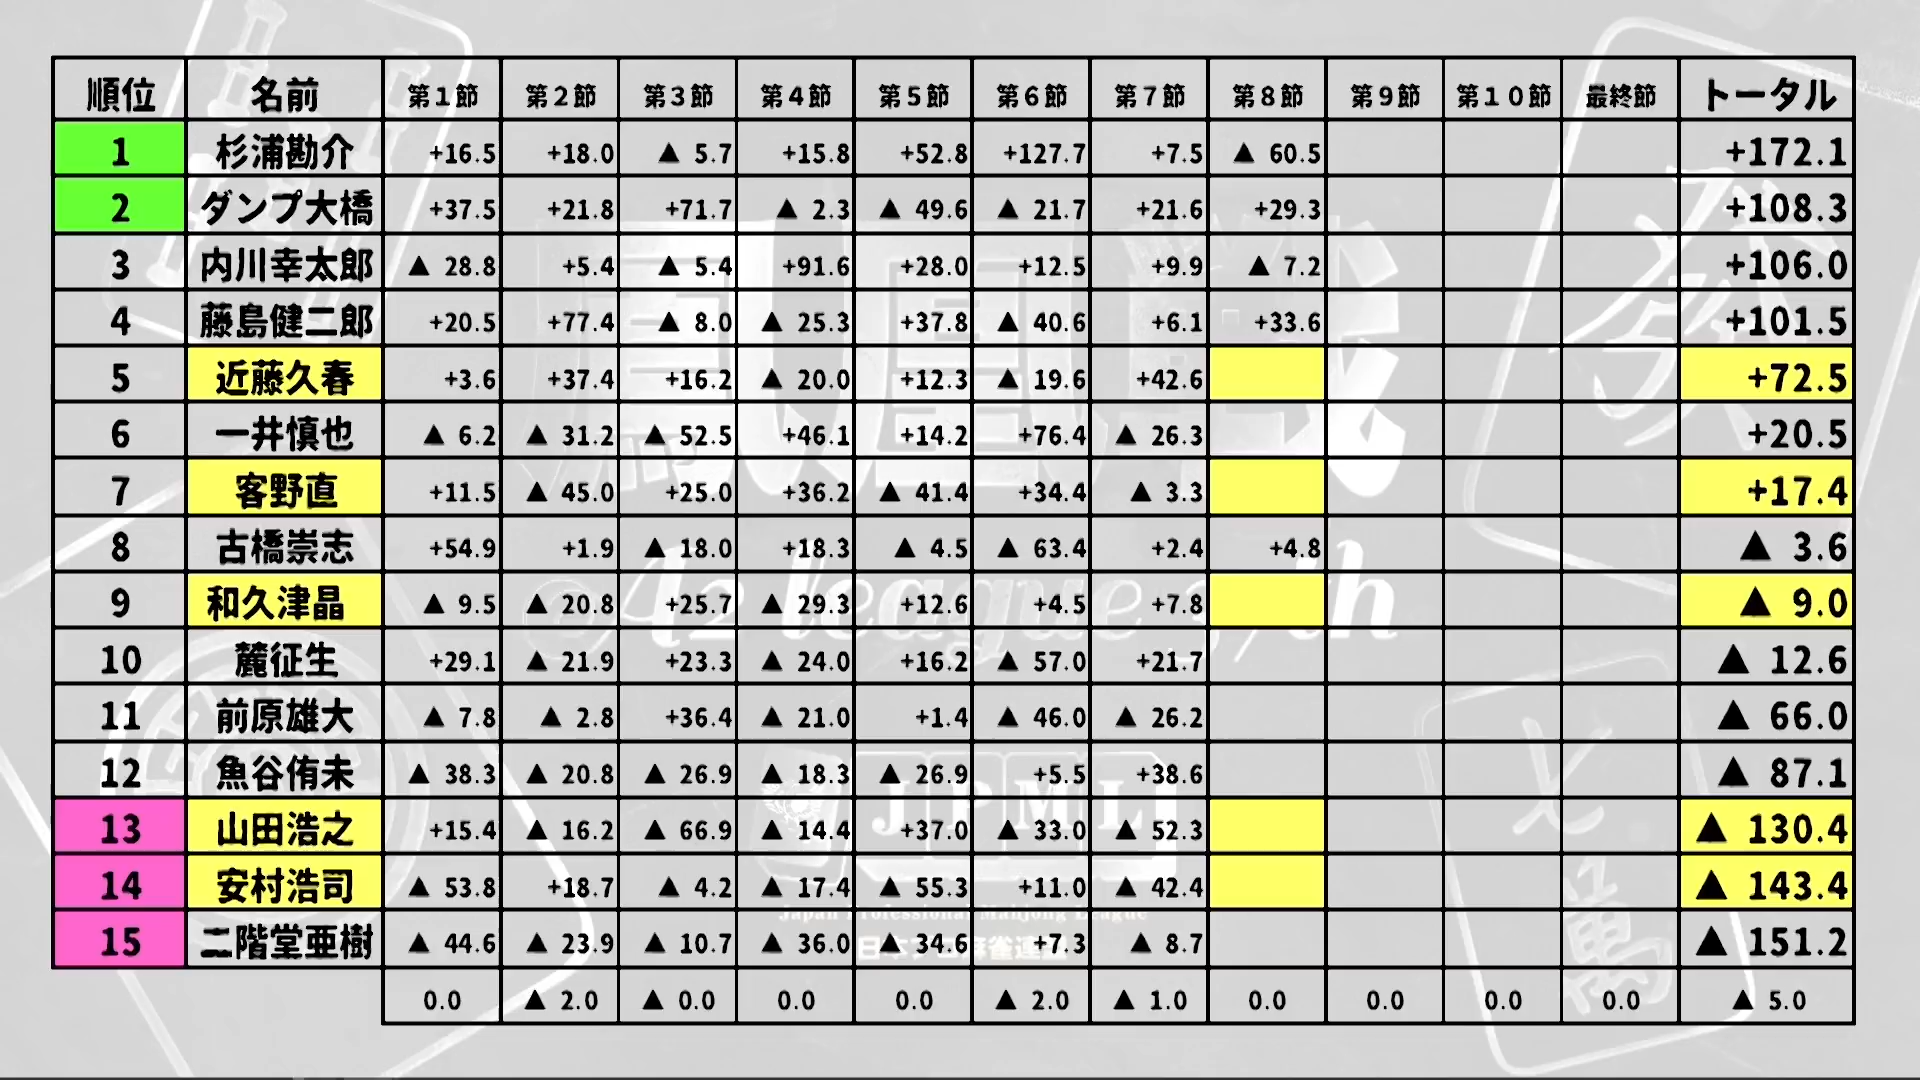 順位 名前 第1節 第2節 第3節 第4節 第5節 第6節 第7節 第8節 第9節 第10節 最終節 トータル
1 杉浦勘介 +16.5 +18.0 ▲ 5.7 +15.8 +52.8 +127.7 +7.5 ▲ 60.5 +172.1
2 ダンプ大橋 +37.5 +21.8 +71.7 ▲ 2.3 ▲ 49.6 ▲ 21.7 +21.6 +29.3 +108.3
3 内川幸太郎 ▲ 28.8 +5.4 ▲ 5.4 +91.6 +28.0 +12.5 +9.9 ▲ 7.2 +106.0
4 藤島健二郎 +20.5 +77.4 ▲ 8.0 ▲ 25.3 +37.8 ▲ 40.6 +6.1 +33.6 +101.5
5 近藤久春 +3.6 +37.4 +16.2 ▲ 20.0 +12.3 ▲ 19.6 +42.6 +72.5
6 一井慎也 ▲ 6.2 ▲ 31.2 ▲ 52.5 +46.1 +14.2 +76.4 ▲ 26.3 +20.5
7 客野直 +11.5 ▲ 45.0 +25.0 +36.2 ▲ 41.4 +34.4 ▲ 3.3 +17.4
8 古橋崇志 +54.9 +1.9 ▲ 18.0 +18.3 ▲ 4.5 ▲ 63.4 +2.4 +4.8 ▲ 3.6
9 和久津晶 ▲ 9.5 ▲ 20.8 +25.7 ▲ 29.3 +12.6 +4.5 +7.8 ▲ 9.0
10 麓征生 +29.1 ▲ 21.9 +23.3 ▲ 24.0 +16.2 ▲ 57.0 +21.7 ▲ 12.6
11 前原雄大 ▲ 7.8 ▲ 2.8 +36.4 ▲ 21.0 +1.4 ▲ 46.0 ▲ 26.2 ▲ 66.0
12 魚谷侑未 ▲ 38.3 ▲ 20.8 ▲ 26.9 ▲ 18.3 ▲ 26.9 +5.5 +38.6 ▲ 87.1
13 山田浩之 +15.4 ▲ 16.2 ▲ 66.9 ▲ 14.4 +37.0 ▲ 33.0 ▲ 52.3 ▲ 130.4
14 安村浩司 ▲ 53.8 +18.7 ▲ 4.2 ▲ 17.4 ▲ 55.3 +11.0 ▲ 42.4 ▲ 143.4
15 二階堂亜樹 ▲ 44.6 ▲ 23.9 ▲ 10.7 ▲ 36.0 ▲ 34.6 +7.3 ▲ 8.7 ▲ 151.2
0.0 ▲ 2.0 ▲ 0.0 0.0 0.0 ▲ 2.0 ▲ 1.0 0.0 0.0 0.0 0.0 ▲ 5.0
鳳凰戦
A2 league 37th
JPML
Japan Professional Mahjong League
七萬